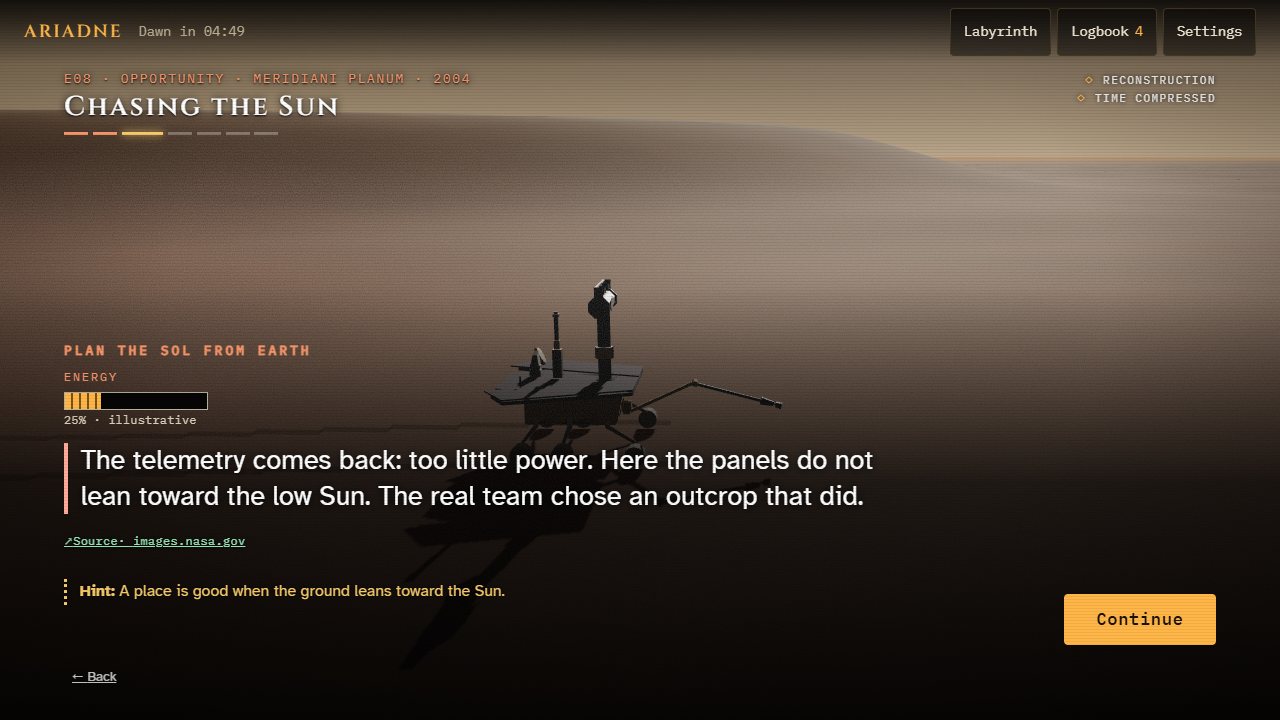 ARIADNE Dawn in 04:49 Labyrinth Logbook 4 Settings
E08 · OPPORTUNITY · MERIDIANI PLANUM · 2004
◇ RECONSTRUCTION
Chasing the Sun
◇ TIME COMPRESSED
PLAN THE SOL FROM EARTH
ENERGY
25% · illustrative
The telemetry comes back: too little power. Here the panels do not
lean toward the low Sun. The real team chose an outcrop that did.
↗Source· images.nasa.gov
Hint: A place is good when the ground leans toward the Sun.
Continue
← Back